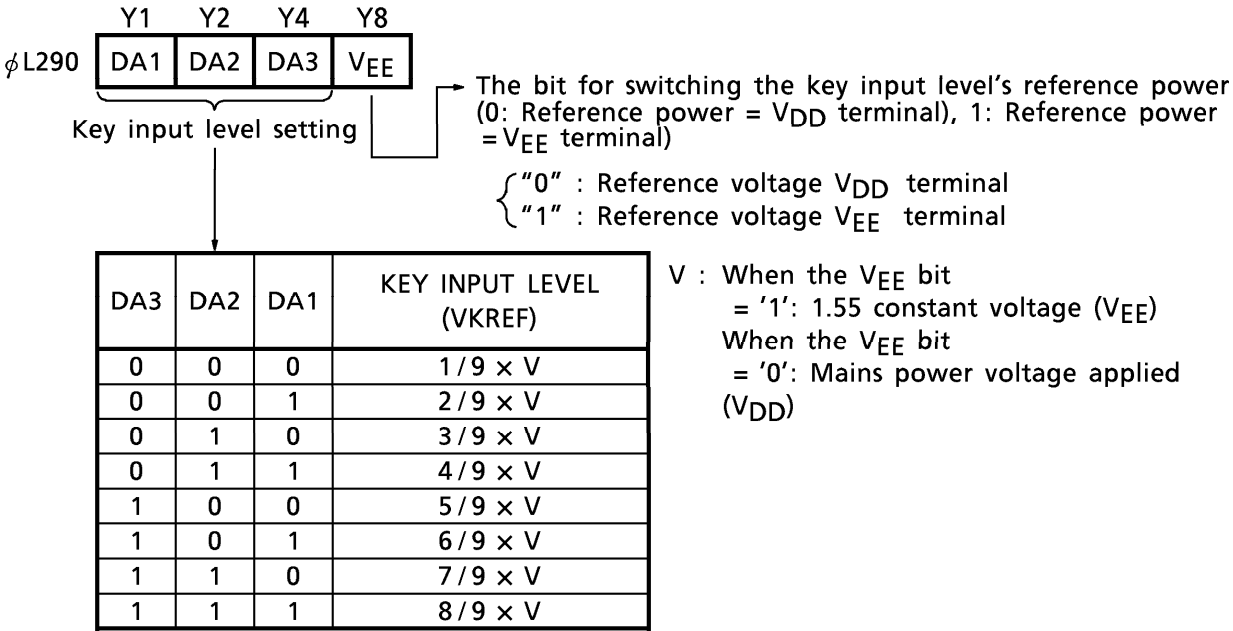 Y1 Y2 Y4 Y8
ϕL290 DA1 DA2 DA3 VEE
Key input level setting
The bit for switching the key input level's reference power
(0: Reference power = VDD terminal), 1: Reference power
= VEE terminal)
"0" : Reference voltage VDD terminal
"1" : Reference voltage VEE terminal
DA3 DA2 DA1 KEY INPUT LEVEL
(VKREF)
0 0 0 1/9 × V
0 0 1 2/9 × V
0 1 0 3/9 × V
0 1 1 4/9 × V
1 0 0 5/9 × V
1 0 1 6/9 × V
1 1 0 7/9 × V
1 1 1 8/9 × V
V : When the VEE bit
= '1': 1.55 constant voltage (VEE)
When the VEE bit
= '0': Mains power voltage applied
(VDD)